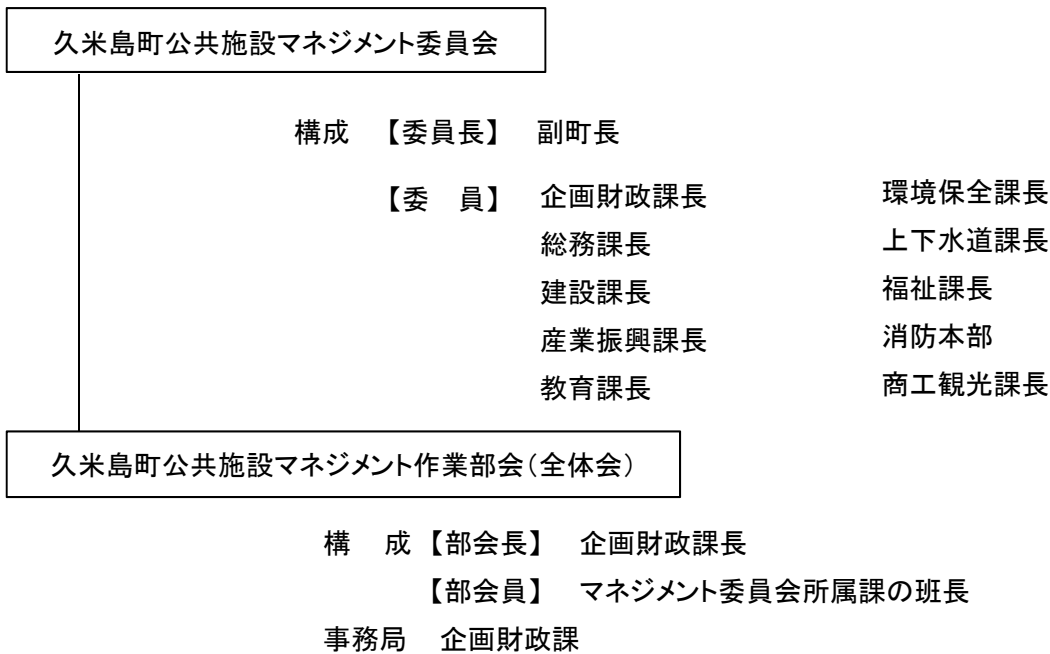 久米島町公共施設マネジメント委員会
構成 【委員長】 副町長
【委 員】 企画財政課長 環境保全課長
総務課長 上下水道課長
建設課長 福祉課長
産業振興課長 消防本部
教育課長 商工観光課長
久米島町公共施設マネジメント作業部会(全体会)
構 成 【部会長】 企画財政課長
【部会員】 マネジメント委員会所属課の班長
事務局 企画財政課